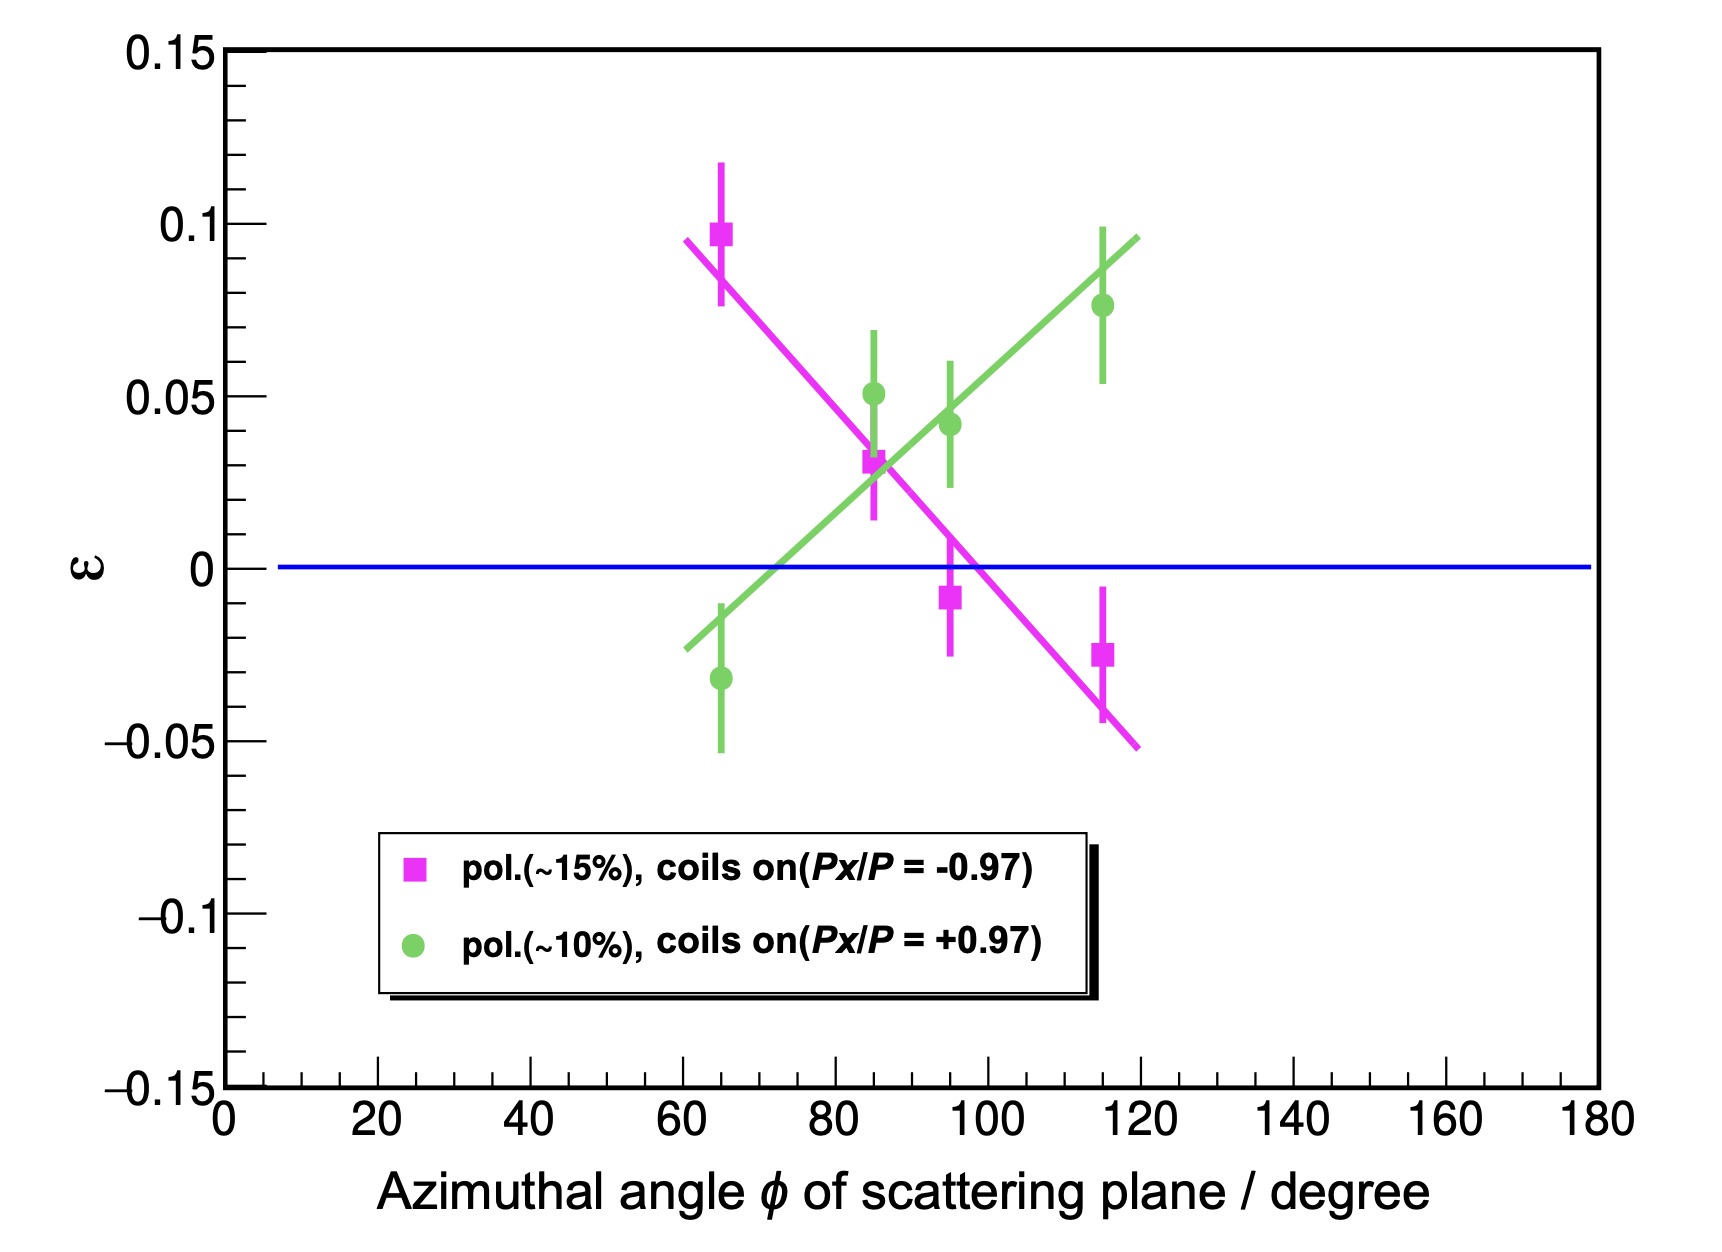 0.15
0.1
0.05
0
−0.05
−0.1
−0.15
ε
pol.(~15%), coils on(Px/P = -0.97)
pol.(~10%), coils on(Px/P = +0.97)
0 20 40 60 80 100 120 140 160 180
Azimuthal angle ϕ of scattering plane / degree